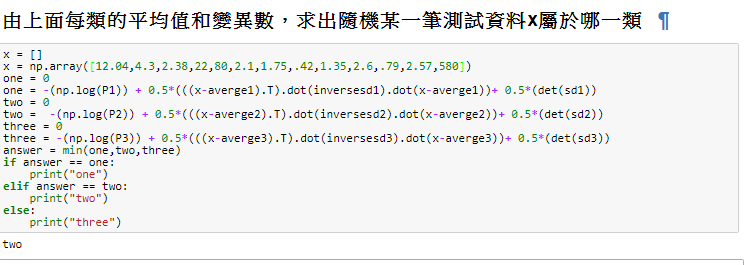 由上面每類的平均值和變異數，求出隨機某一筆測試資料x屬於哪一類 ¶
x = []
x = np.array([12.04,4.3,2.38,22,80,2.1,1.75,.42,1.35,2.6,.79,2.57,580])
one = 0
one = -(np.log(P1)) + 0.5*(((x-averge1).T).dot(inversesd1).dot(x-averge1))+ 0.5*(det(sd1))
two = 0
two =  -(np.log(P2)) + 0.5*(((x-averge2).T).dot(inversesd2).dot(x-averge2))+ 0.5*(det(sd2))
three = 0
three = -(np.log(P3)) + 0.5*(((x-averge3).T).dot(inversesd3).dot(x-averge3))+ 0.5*(det(sd3))
answer = min(one,two,three)
if answer == one:
    print("one")
elif answer == two:
    print("two")
else:
    print("three")
two